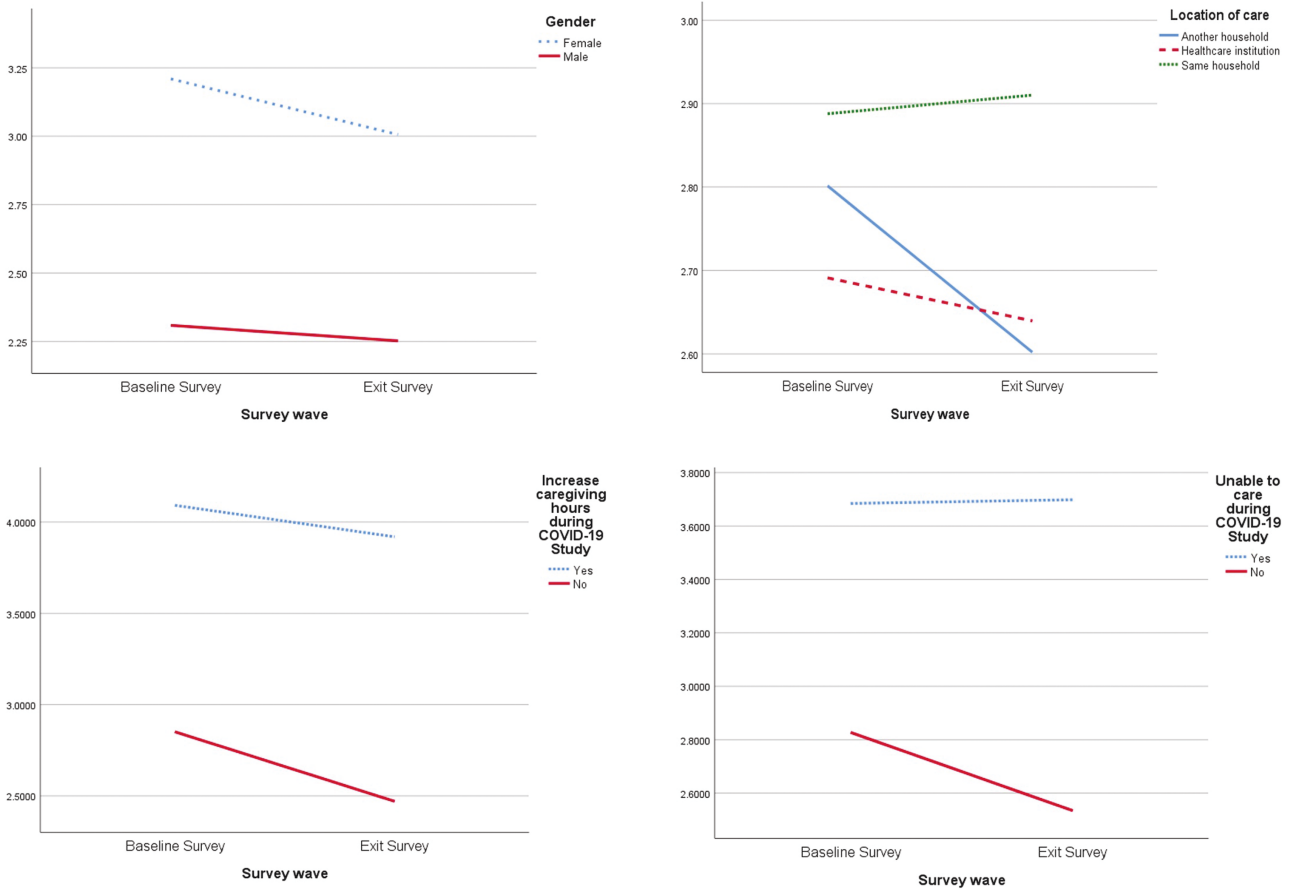 Gender
Female
Male
3.25
3.00
2.75
2.50
2.25
Baseline Survey
Exit Survey
Survey wave
Location of care
Another household
Healthcare institution
Same household
3.00
2.90
2.80
2.70
2.60
Baseline Survey
Exit Survey
Survey wave
Increase
caregiving
hours
during
COVID-19
Study
Yes
No
4.0000
3.5000
3.0000
2.5000
Baseline Survey
Exit Survey
Survey wave
Unable to
care
during
COVID-19
Study
Yes
No
3.8000
3.6000
3.4000
3.2000
3.0000
2.8000
2.6000
Baseline Survey
Exit Survey
Survey wave